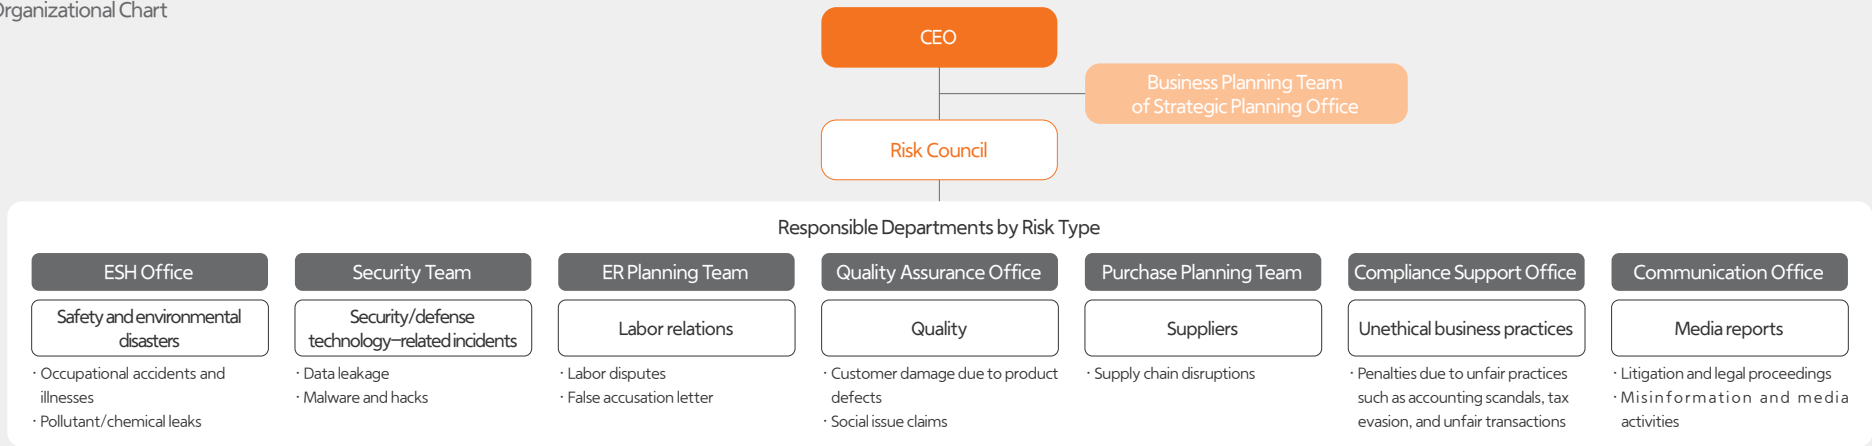 Organizational Chart
CEO
Business Planning Team
of Strategic Planning Office
Risk Council
Responsible Departments by Risk Type
ESH Office
Safety and environmental
disasters
· Occupational accidents and
illnesses
· Pollutant/chemical leaks
Security Team
Security/defense
technology-related incidents
· Data leakage
· Malware and hacks
ER Planning Team
Labor relations
· Labor disputes
· False accusation letter
Quality Assurance Office
Quality
· Customer damage due to product
defects
· Social issue claims
Purchase Planning Team
Suppliers
· Supply chain disruptions
Compliance Support Office
Unethical business practices
· Penalties due to unfair practices
such as accounting scandals, tax
evasion, and unfair transactions
Communication Office
Media reports
· Litigation and legal proceedings
· Misinformation and media
activities